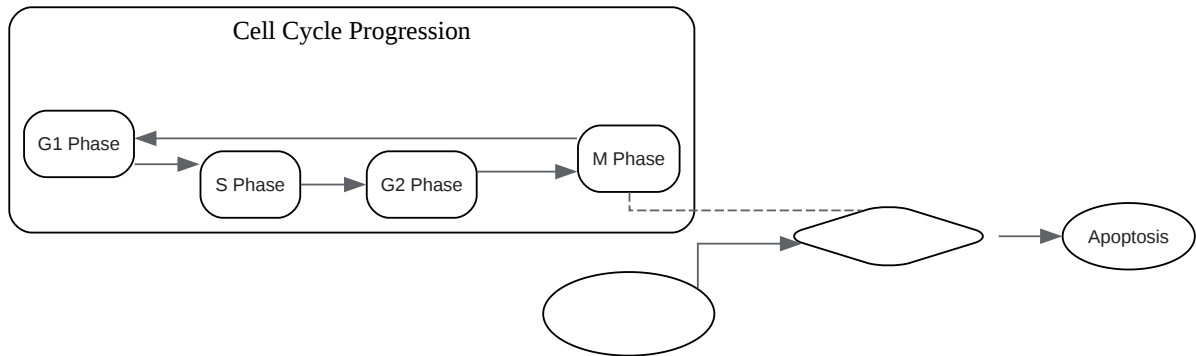 Cell Cycle Progression
G1 Phase
S Phase
G2 Phase
M Phase
Apoptosis